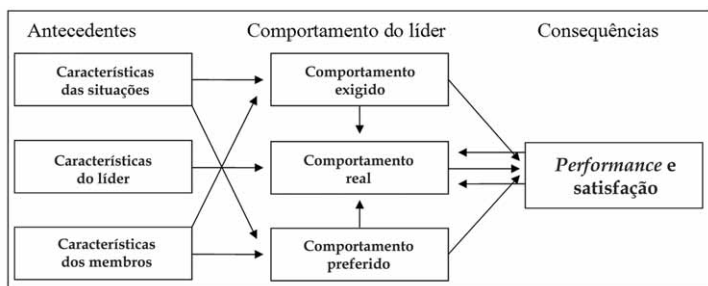 Antecedentes
Comportamento do líder
Consequências
Características
das situações
Comportamento
exigido
Características
do líder
Comportamento
real
Performance e
satisfação
Características
dos membros
Comportamento
preferido